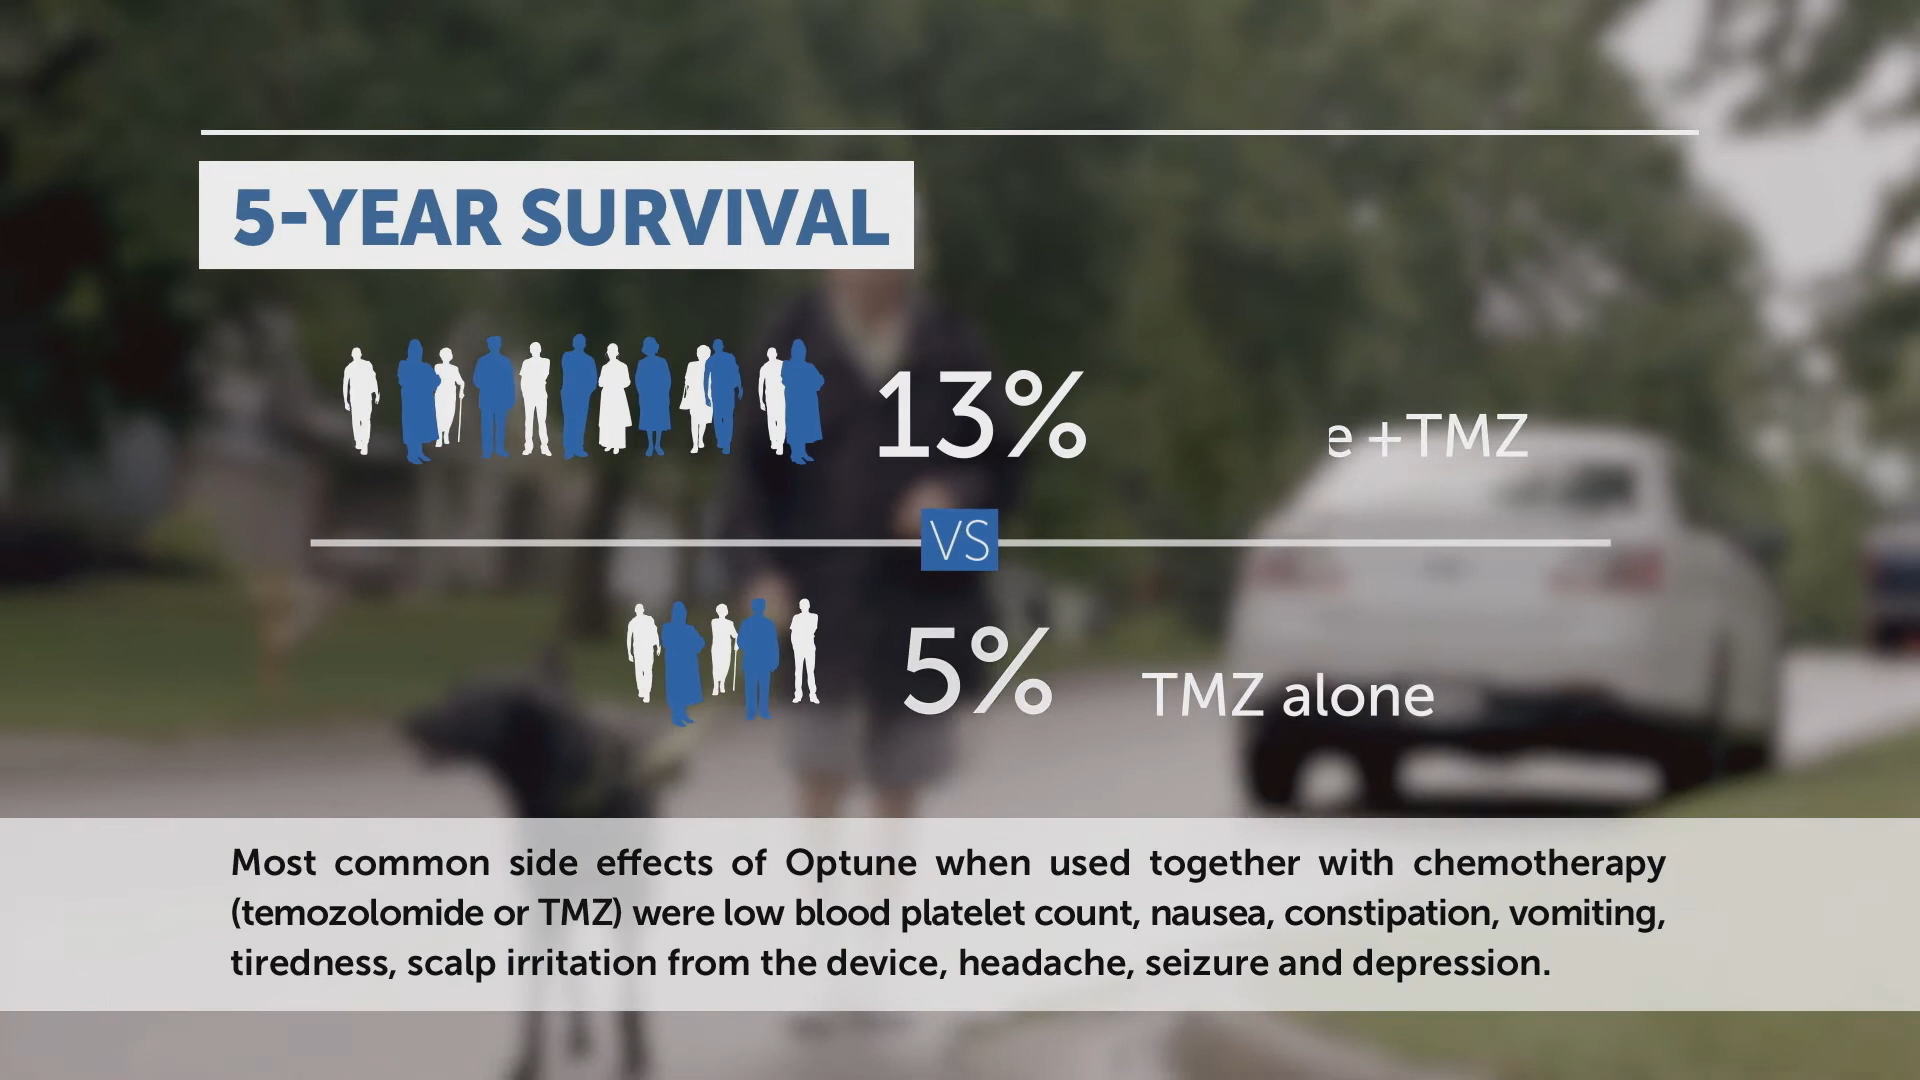 5-YEAR SURVIVAL
13%
e +TMZ
VS
5%
TMZ alone
Most common side effects of Optune when used together with chemotherapy
(temozolomide or TMZ) were low blood platelet count, nausea, constipation, vomiting,
tiredness, scalp irritation from the device, headache, seizure and depression.